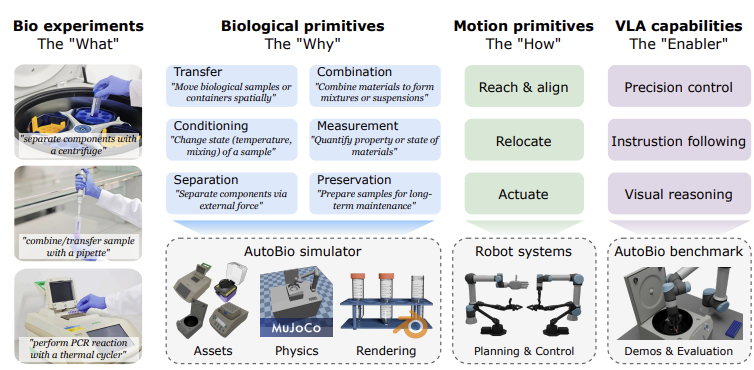 Bio experiments
The "What"
"separate components with
a centrifuge"
"combine/transfer sample
with a pipette"
"perform PCR reaction
with a thermal cycler"
Biological primitives
The "Why"
Transfer
"Move biological samples or
containers spatially"
Combination
"Combine materials to form
mixtures or suspensions"
Conditioning
"Change state (temperature,
mixing) of a sample"
Measurement
"Quantify property or state of
materials"
Separation
"Separate components via
external force"
Preservation
"Prepare samples for long-
term maintenance"
AutoBio simulator
MuJoCo
Assets
Physics
Rendering
Motion primitives
The "How"
Reach & align
Relocate
Actuate
Robot systems
Planning & Control
VLA capabilities
The "Enabler"
Precision control
Instrustion following
Visual reasoning
AutoBio benchmark
Demos & Evaluation